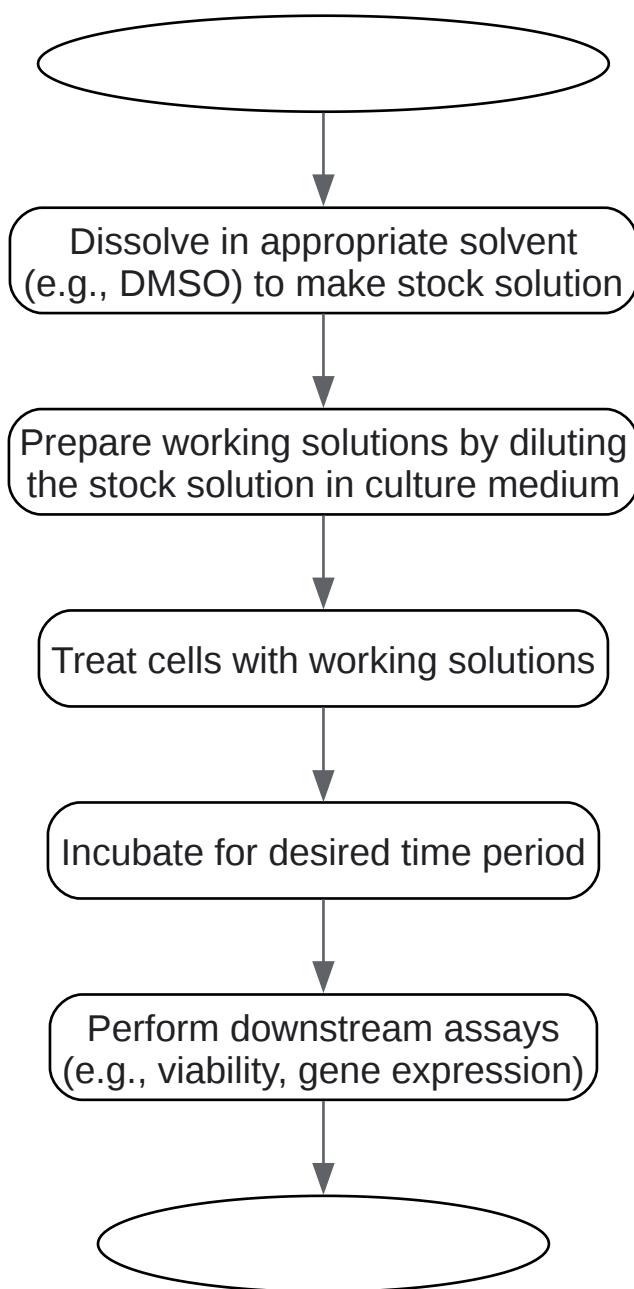 Dissolve in appropriate solvent
(e.g., DMSO) to make stock solution
Prepare working solutions by diluting
the stock solution in culture medium
Treat cells with working solutions
Incubate for desired time period
Perform downstream assays
(e.g., viability, gene expression)